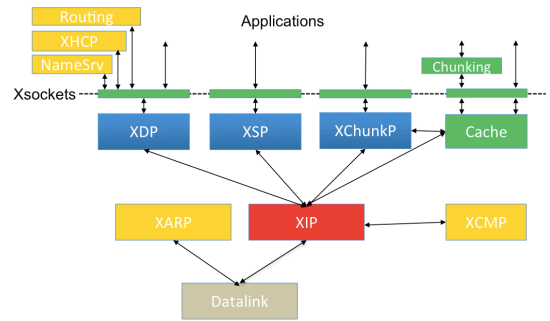 Routing
Applications
XHCP
NameSrv
Chunking
Xsockets
XDP
XSP
XChunkP
Cache
XARP
XIP
XCMP
Datalink